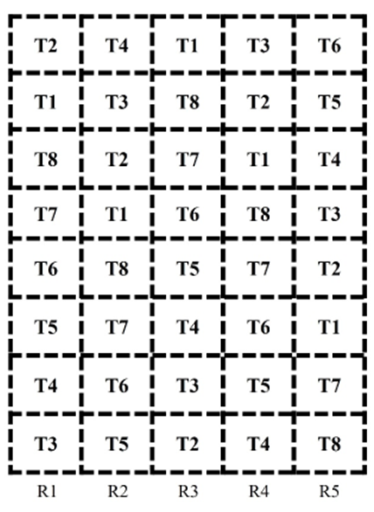 T2 T4 T1 T3 T6
T1 T3 T8 T2 T5
T8 T2 T7 T1 T4
T7 T1 T6 T8 T3
T6 T8 T5 T7 T2
T5 T7 T4 T6 T1
T4 T6 T3 T5 T7
T3 T5 T2 T4 T8
R1 R2 R3 R4 R5